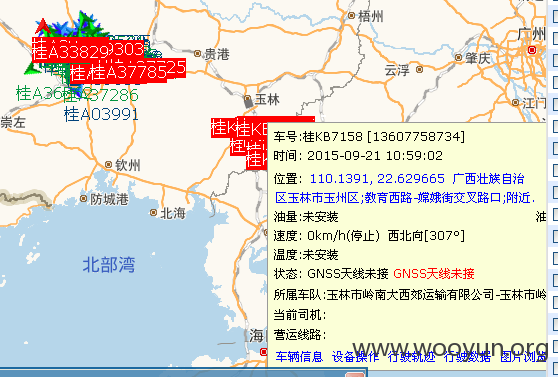 梧州
广州
贵港
云浮
肇庆
江门
玉林
崇左
钦州
防城港
北海
北部湾
桂A33829
桂A37785
桂A37286
桂A03991
车号:桂KB7158 [13607758734]
时间: 2015-09-21 10:59:02
位置: 110.1391, 22.629665 广西壮族自治
区玉林市玉州区;教育西路-嫦娥街交叉路口;附近.
油量:未安装 油
速度: 0km/h(停止) 西北向[307°]
温度:未安装
状态: GNSS天线未接 GNSS天线未接
所属车队:玉林市岭南大西郊运输有限公司-玉林市岭
当前司机:
营运线路:
车辆信息 设备操作 行驶轨迹 行驶数据 图片浏览
www.wooyun.org